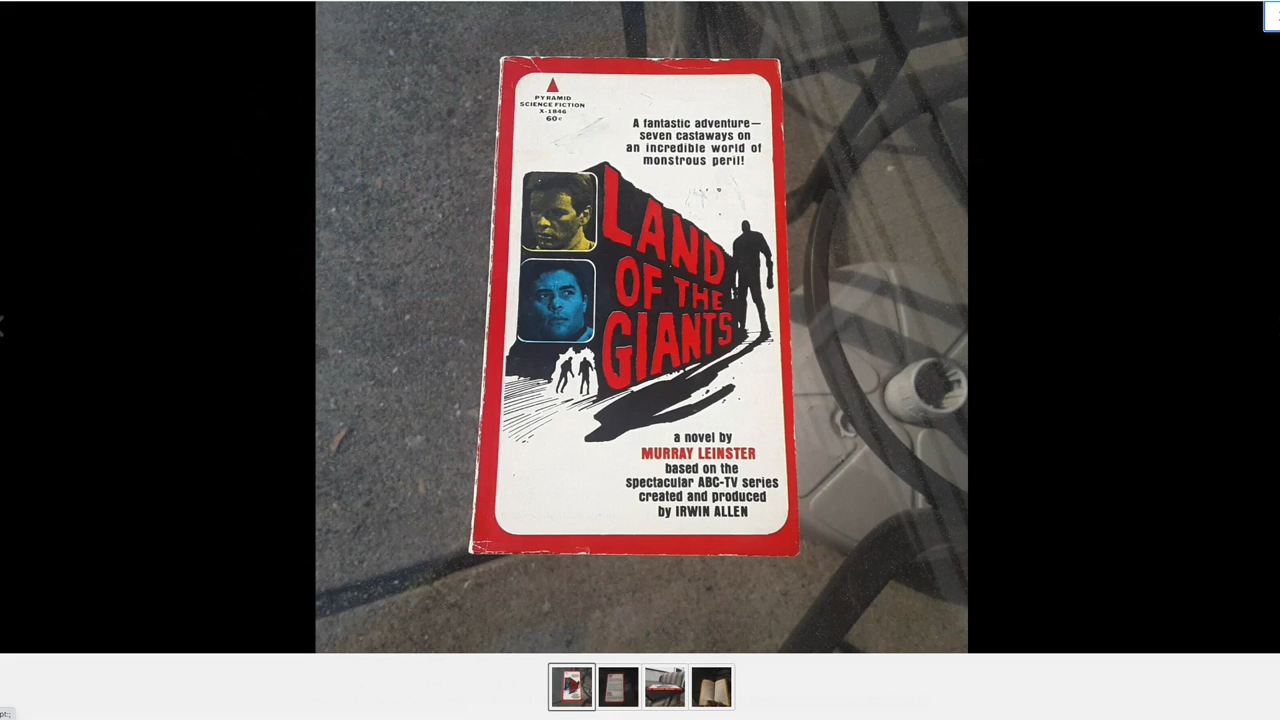 PYRAMID
SCIENCE FICTION
X-1846
60¢
A fantastic adventure—
seven castaways on
an incredible world of
monstrous peril!
LAND
OF THE
GIANTS
a novel by
MURRAY LEINSTER
based on the
spectacular ABC-TV series
created and produced
by IRWIN ALLEN